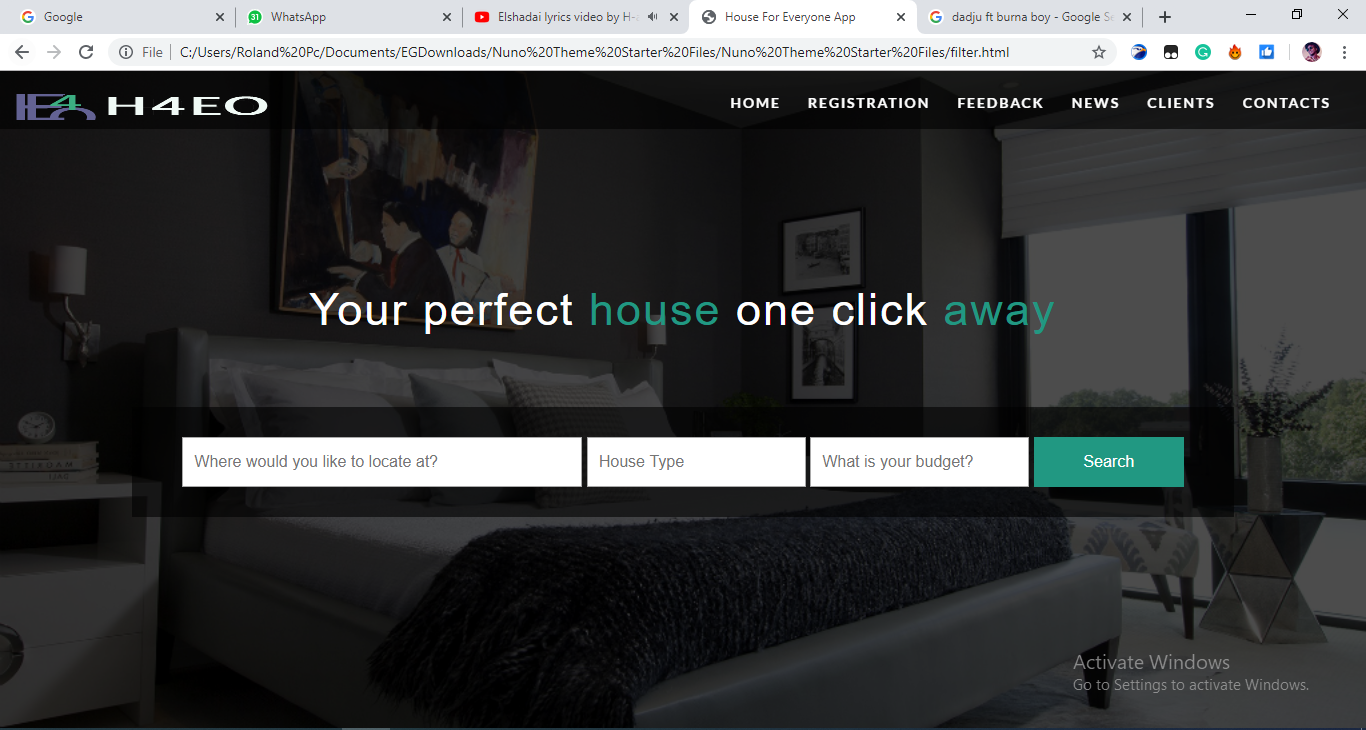 Google
WhatsApp
Elshadai lyrics video by H-a
House For Everyone App
dadju ft burna boy - Google Se
File
C:/Users/Roland%20Pc/Documents/EGDownloads/Nuno%20Theme%20Starter%20Files/Nuno%20Theme%20Starter%20Files/filter.html
H4EO
HOME
REGISTRATION
FEEDBACK
NEWS
CLIENTS
CONTACTS
Your perfect house one click away
Where would you like to locate at?
House Type
What is your budget?
Search
Activate Windows
Go to Settings to activate Windows.